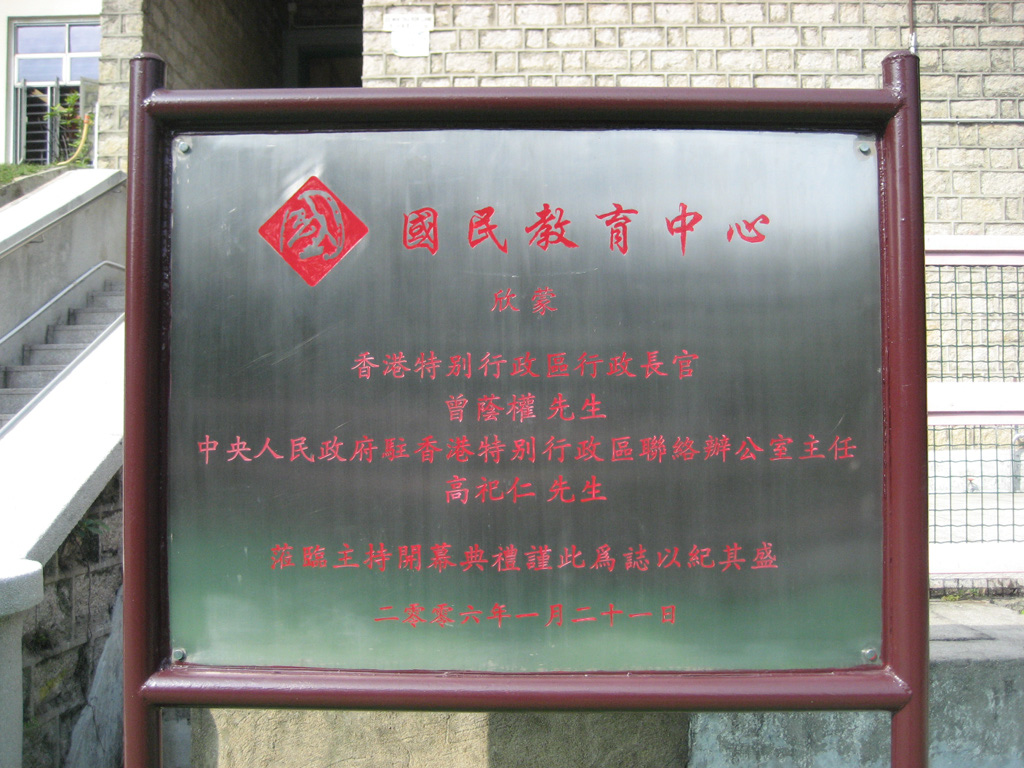 國民教育中心
欣蒙
香港特別行政區行政長官
曾蔭權 先生
中央人民政府駐香港特別行政區聯絡辦公室主任
高祀仁 先生
蒞臨主持開幕典禮謹此爲誌以紀其盛
二零零六年一月二十一日